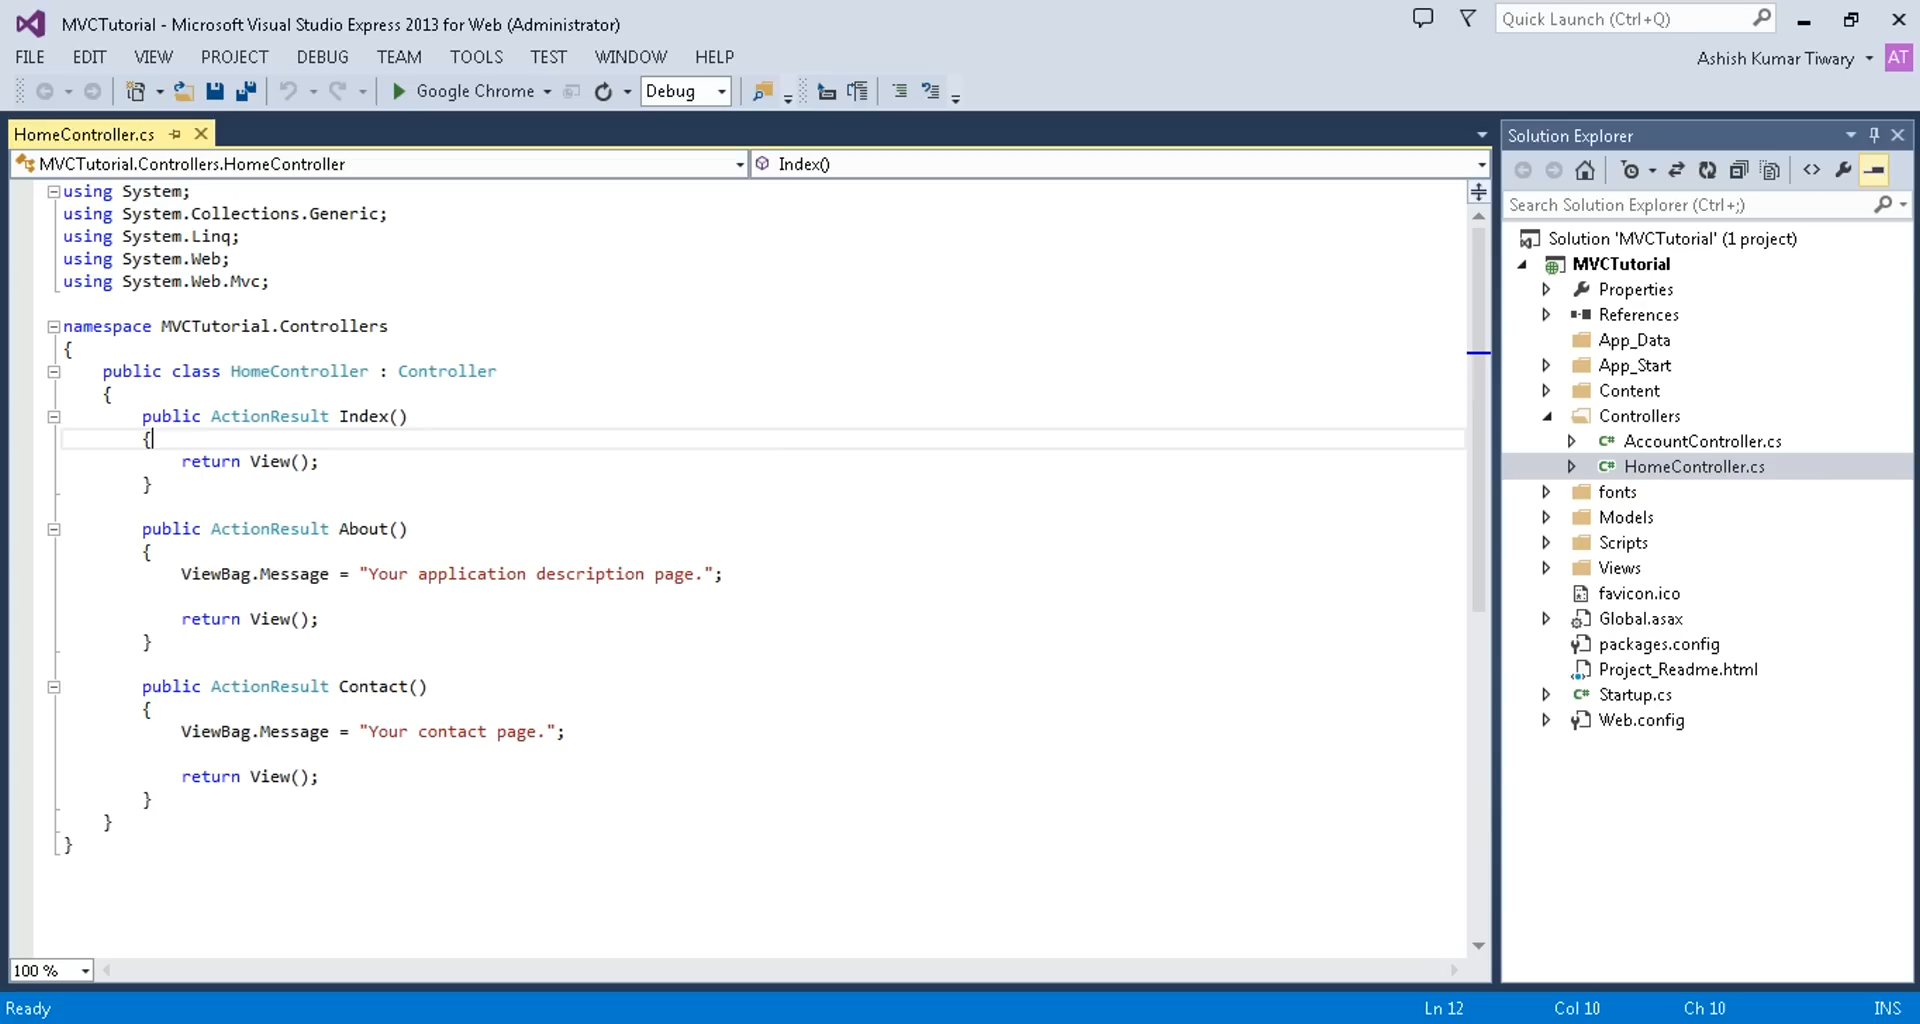 MVCTutorial - Microsoft Visual Studio Express 2013 for Web (Administrator)
Quick Launch (Ctrl+Q)
FILE EDIT VIEW PROJECT DEBUG TEAM TOOLS TEST WINDOW HELP
Ashish Kumar Tiwary AT
Google Chrome Debug
HomeController.cs
MVCTutorial.Controllers.HomeController
Index()
using System;
using System.Collections.Generic;
using System.Linq;
using System.Web;
using System.Web.Mvc;
namespace MVCTutorial.Controllers
{
public class HomeController : Controller
{
public ActionResult Index()
{
return View();
}
public ActionResult About()
{
ViewBag.Message = "Your application description page.";
return View();
}
public ActionResult Contact()
{
ViewBag.Message = "Your contact page.";
return View();
}
}
}
100 %
Solution Explorer
Search Solution Explorer (Ctrl+;)
Solution 'MVCTutorial' (1 project)
MVCTutorial
Properties
References
App_Data
App_Start
Content
Controllers
C# AccountController.cs
C# HomeController.cs
fonts
Models
Scripts
Views
favicon.ico
Global.asax
packages.config
Project_Readme.html
C# Startup.cs
Web.config
Ready
Ln 12 Col 10 Ch 10 INS